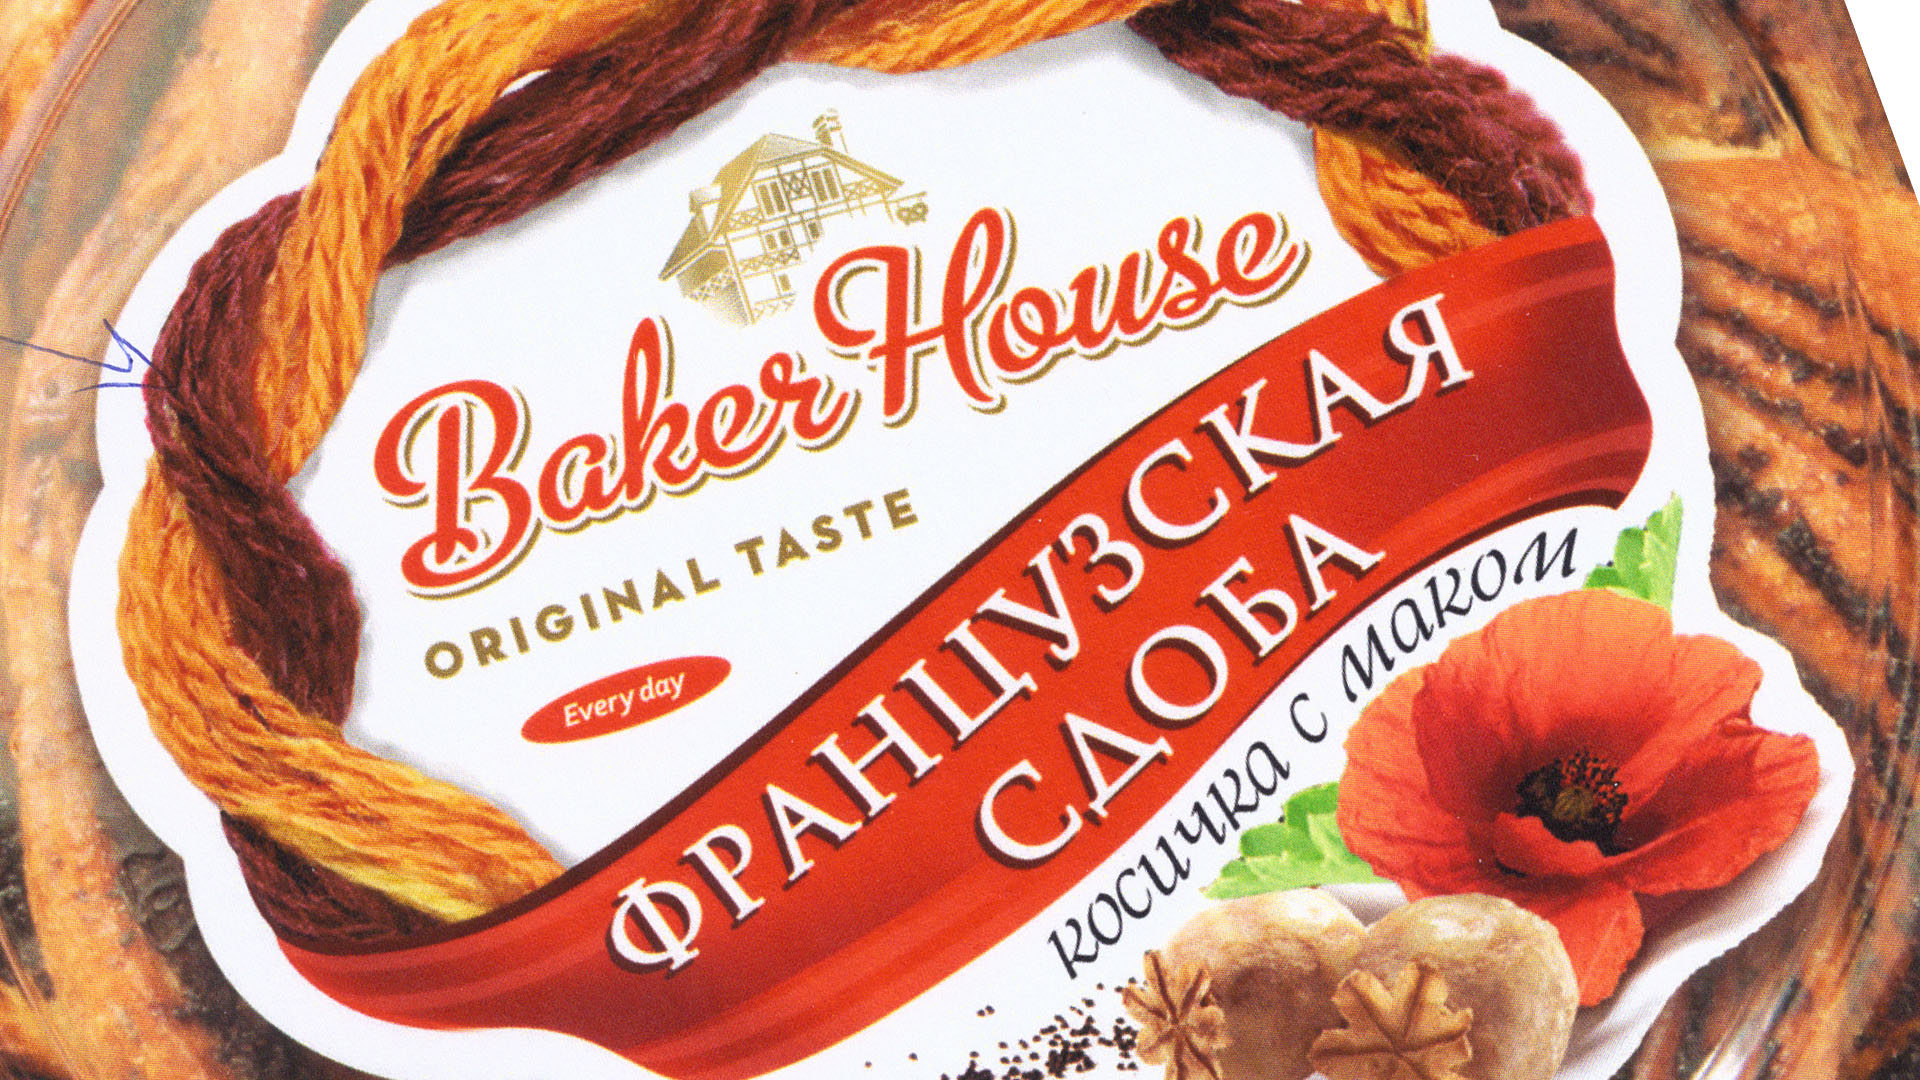 Baker House
ORIGINAL TASTE
Every day
ФРАНЦУЗСКАЯ
СДОБА
косичка с маком